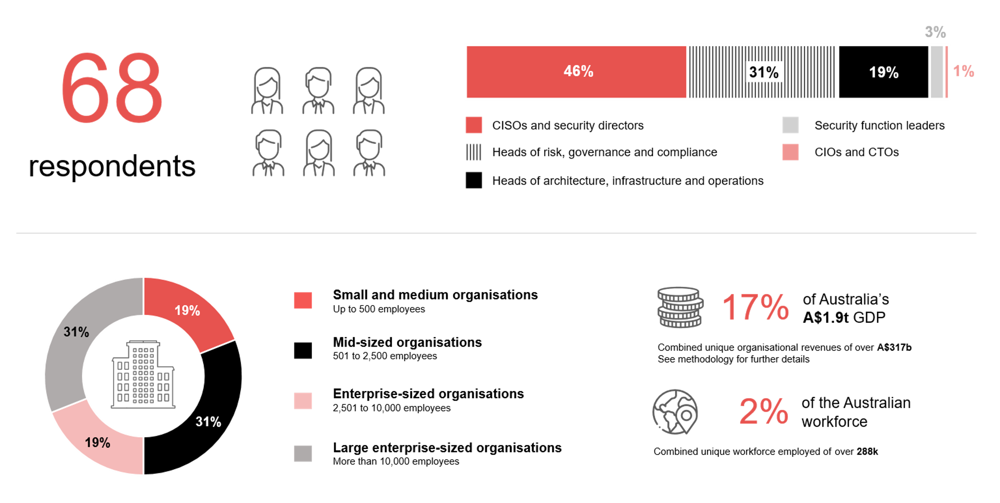 68
respondents
3%
46%
31%
19%
1%
CISOs and security directors
Heads of risk, governance and compliance
Heads of architecture, infrastructure and operations
Security function leaders
CIOs and CTOs
19%
31%
19%
31%
Small and medium organisations
Up to 500 employees
Mid-sized organisations
501 to 2,500 employees
Enterprise-sized organisations
2,501 to 10,000 employees
Large enterprise-sized organisations
More than 10,000 employees
17%
of Australia’s
A$1.9t GDP
Combined unique organisational revenues of over A$317b
See methodology for further details
2%
of the Australian
workforce
Combined unique workforce employed of over 288k